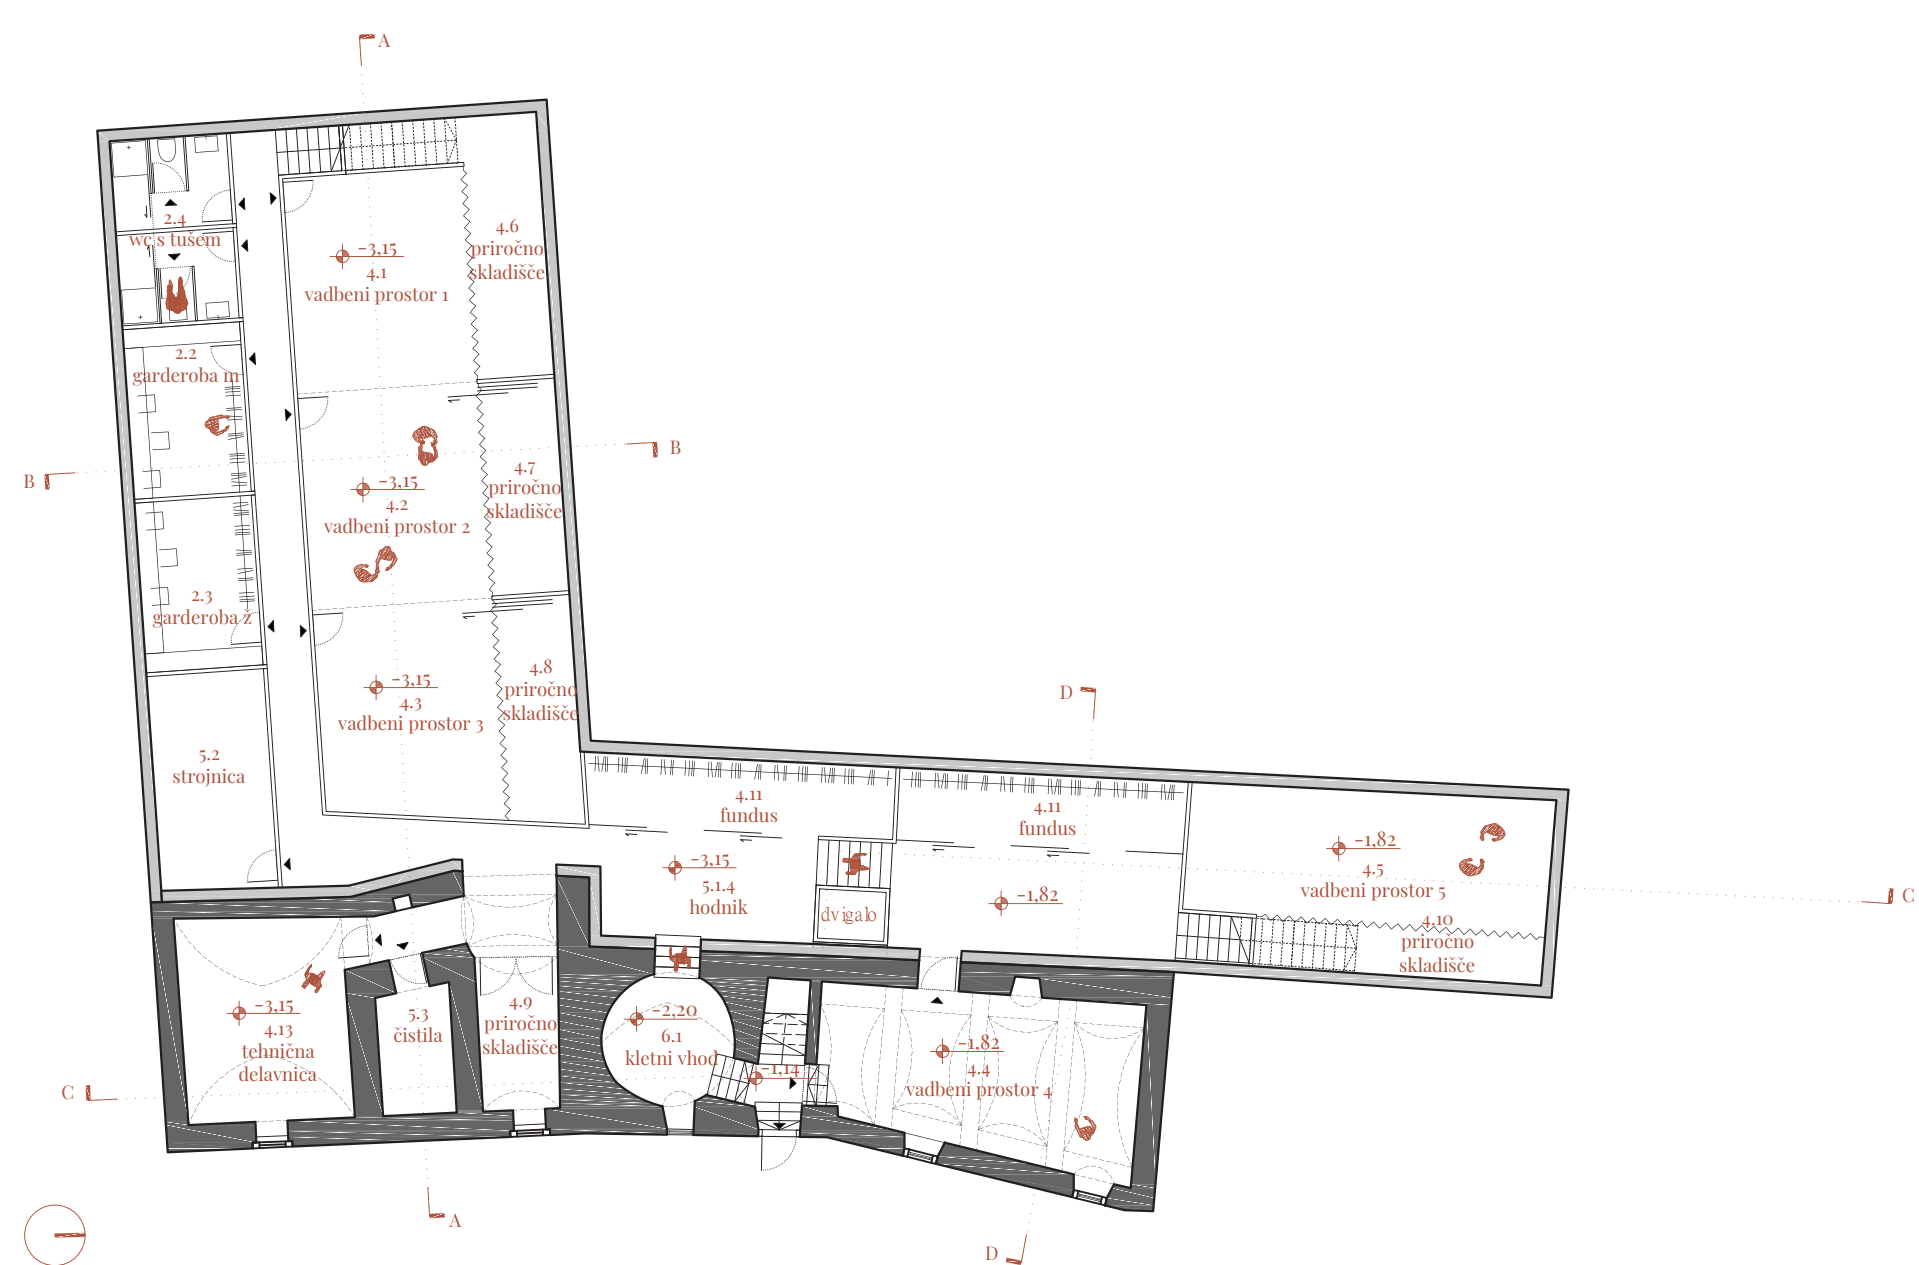 A
2.4
wc s tušem
4.6
priročno
skladišče
-3,15
4.1
vadbeni prostor 1
2.2
garderoba m
B
B
4.7
priročno
skladišče
-3,15
4.2
vadbeni prostor 2
2.3
garderoba ž
4.8
priročno
skladišče
-3,15
4.3
vadbeni prostor 3
D
5.2
strojnica
4.11
fundus
4.11
fundus
-3,15
5.1.4
hodnik
dvigalo
-1,82
-1,82
4.5
vadbeni prostor 5
C
4.10
priročno
skladišče
-3,15
4.13
tehnična
delavnica
5.3
čistila
4.9
priročno
skladišče
-2,20
6.1
kletni vhod
-1,14
-1,82
4.4
vadbeni prostor 4
C
A
D